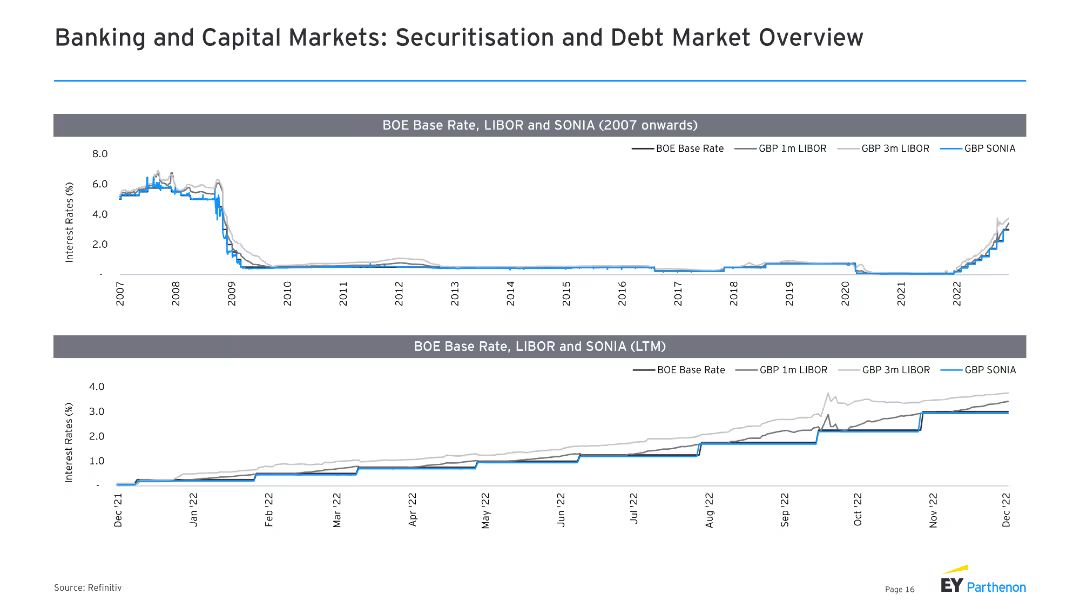 Banking and Capital Markets: Securitisation and Debt Market Overview
BOE Base Rate, LIBOR and SONIA (2007 onwards)
BOE Base Rate GBP 1m LIBOR GBP 3m LIBOR GBP SONIA
Interest Rates (%)
8.0
6.0
4.0
2.0
-
2007 2008 2009 2010 2011 2012 2013 2014 2015 2016 2017 2018 2019 2020 2021 2022
BOE Base Rate, LIBOR and SONIA (LTM)
BOE Base Rate GBP 1m LIBOR GBP 3m LIBOR GBP SONIA
Interest Rates (%)
4.0
3.0
2.0
1.0
-
Dec '21 Jan '22 Feb '22 Mar '22 Apr '22 May '22 Jun '22 Jul '22 Aug '22 Sep '22 Oct '22 Nov '22 Dec '22
Source: Refinitiv
Page 16
EY Parthenon